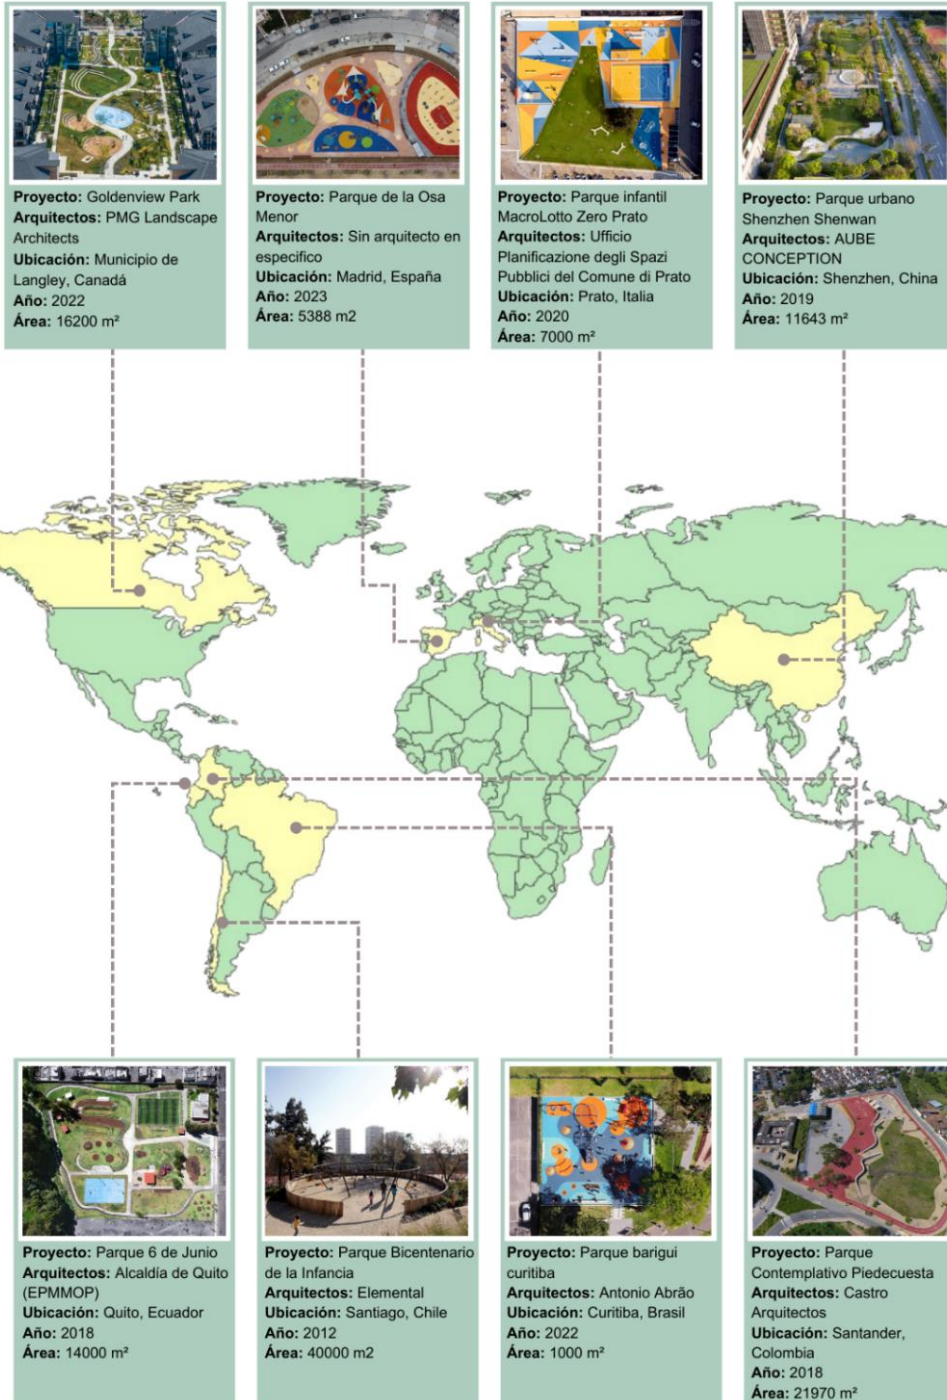 Proyecto: Goldenview Park
Arquitectos: PMG Landscape
Architects
Ubicación: Municipio de
Langley, Canadá
Año: 2022
Área: 16200 m²
Proyecto: Parque de la Osa
Menor
Arquitectos: Sin arquitecto en
especifico
Ubicación: Madrid, España
Año: 2023
Área: 5388 m2
Proyecto: Parque infantil
MacroLotto Zero Prato
Arquitectos: Ufficio
Planificazione degli Spazi
Pubblici del Comune di Prato
Ubicación: Prato, Italia
Año: 2020
Área: 7000 m²
Proyecto: Parque urbano
Shenzhen Shenwan
Arquitectos: AUBE
CONCEPTION
Ubicación: Shenzhen, China
Año: 2019
Área: 11643 m²
Proyecto: Parque 6 de Junio
Arquitectos: Alcaldía de Quito
(EPMMOP)
Ubicación: Quito, Ecuador
Año: 2018
Área: 14000 m²
Proyecto: Parque Bicentenario
de la Infancia
Arquitectos: Elemental
Ubicación: Santiago, Chile
Año: 2012
Área: 40000 m2
Proyecto: Parque barigui
curitiba
Arquitectos: Antonio Abrão
Ubicación: Curitiba, Brasil
Año: 2022
Área: 1000 m²
Proyecto: Parque
Contemplativo Piedecuesta
Arquitectos: Castro
Arquitectos
Ubicación: Santander,
Colombia
Año: 2018
Área: 21970 m²